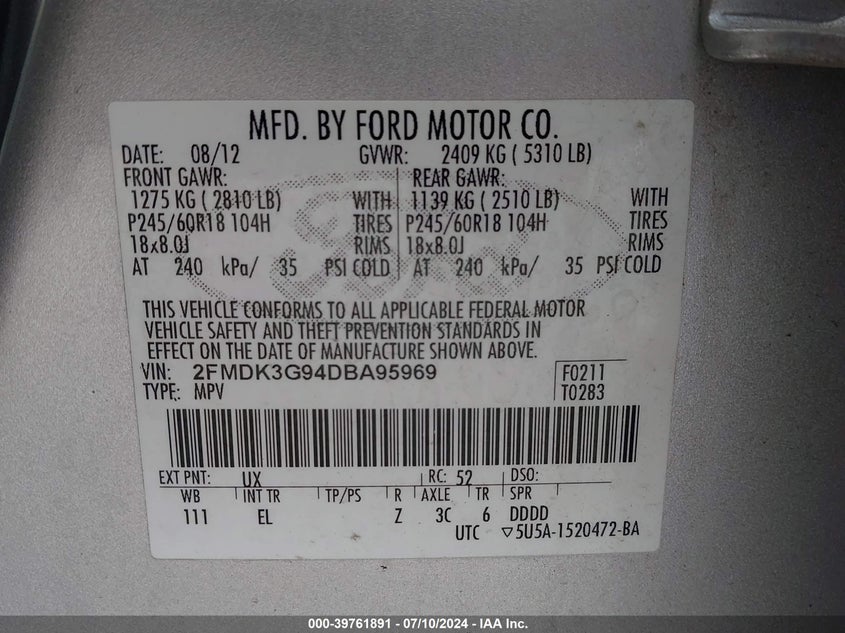 MFD. BY FORD MOTOR CO.
DATE: 08/12 GVWR: 2409 KG ( 5310 LB)
FRONT GAWR: REAR GAWR:
1275 KG ( 2810 LB) WITH 1139 KG ( 2510 LB) WITH
P245/60R18 104H TIRES P245/60R18 104H TIRES
18x8.0J RIMS 18x8.0J RIMS
AT 240 kPa/ 35 PSI COLD AT 240 kPa/ 35 PSI COLD
THIS VEHICLE CONFORMS TO ALL APPLICABLE FEDERAL MOTOR
VEHICLE SAFETY AND THEFT PREVENTION STANDARDS IN
EFFECT ON THE DATE OF MANUFACTURE SHOWN ABOVE.
VIN: 2FMDK3G94DBA95969 F0211
TYPE: MPV T0283
EXT PNT: UX RC: 52 DSO:
WB INT TR TP/PS R AXLE TR SPR
111 EL Z 3C 6 DDDD
UTC ▽5U5A-1520472-BA
000-39761891 - 07/10/2024 - IAA Inc.